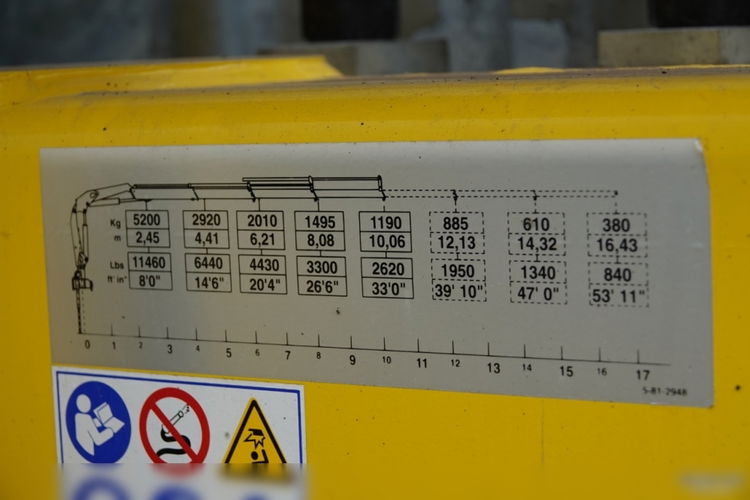 Kg 5200 2920 2010 1495 1190 885 610 380
m 2,45 4,41 6,21 8,08 10,06 12,13 14,32 16,43
Lbs 11460 6440 4430 3300 2620 1950 1340 840
ft' in" 8'0" 14'6" 20'4" 26'6" 33'0" 39' 10" 47' 0" 53' 11"
0 1 2 3 4 5 6 7 8 9 10 11 12 13 14 15 16 17
5-81-2948